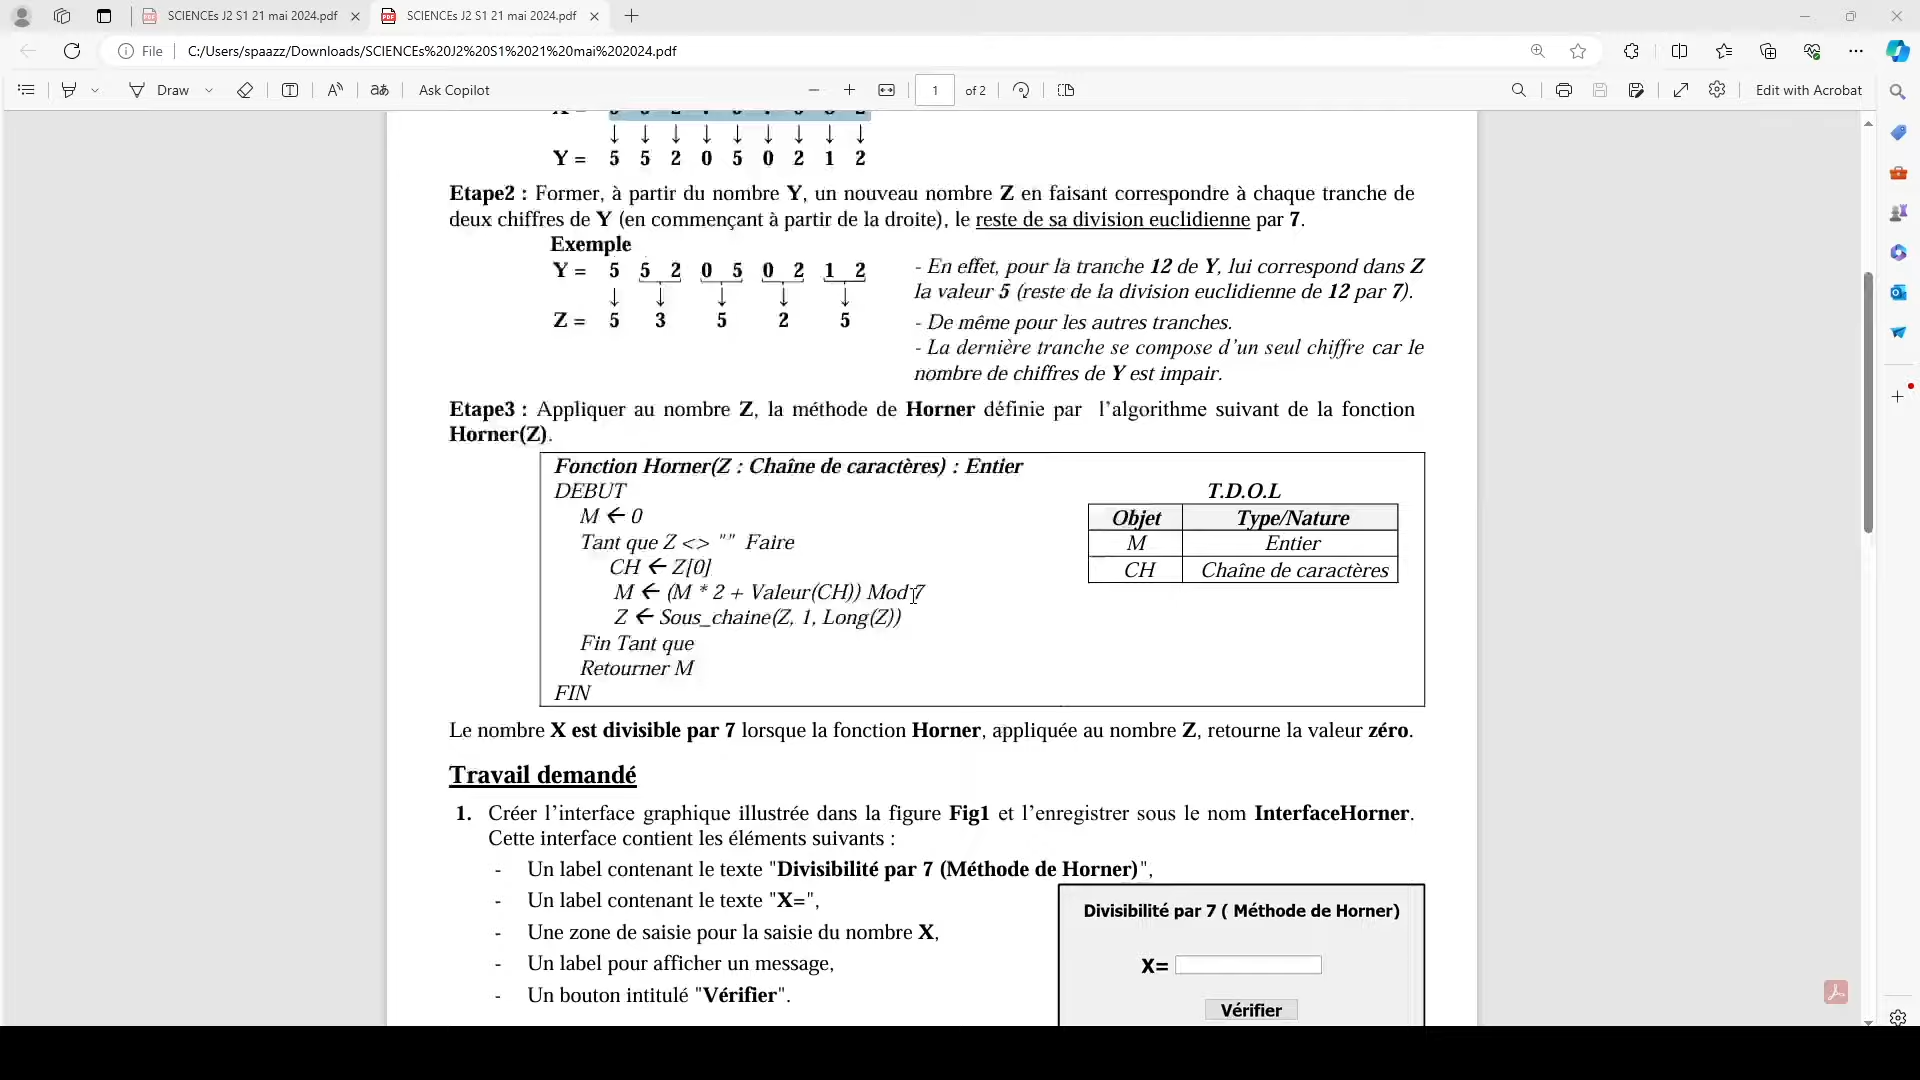 SCIENCEs J2 S1 21 mai 2024.pdf
SCIENCEs J2 S1 21 mai 2024.pdf
File
C:/Users/spaazz/Downloads/SCIENCEs%20J2%20S1%2021%20mai%202024.pdf
Draw
Ask Copilot
1 of 2
Edit with Acrobat
Y = 5 5 2 0 5 0 2 1 2
Etape2 : Former, à partir du nombre Y, un nouveau nombre Z en faisant correspondre à chaque tranche de
deux chiffres de Y (en commençant à partir de la droite), le reste de sa division euclidienne par 7.
Exemple
Y = 5 5 2 0 5 0 2 1 2
Z = 5 3 5 2 5
- En effet, pour la tranche 12 de Y, lui correspond dans Z
la valeur 5 (reste de la division euclidienne de 12 par 7).
- De même pour les autres tranches.
- La dernière tranche se compose d'un seul chiffre car le
nombre de chiffres de Y est impair.
Etape3 : Appliquer au nombre Z, la méthode de Horner définie par l'algorithme suivant de la fonction
Horner(Z).
Fonction Horner(Z : Chaîne de caractères) : Entier
DEBUT
M ← 0
Tant que Z <> "" Faire
CH ← Z[0]
M ← (M * 2 + Valeur(CH)) Mod 7
Z ← Sous_chaine(Z, 1, Long(Z))
Fin Tant que
Retourner M
FIN
T.D.O.L
Objet Type/Nature
M Entier
CH Chaîne de caractères
Le nombre X est divisible par 7 lorsque la fonction Horner, appliquée au nombre Z, retourne la valeur zéro.
Travail demandé
1. Créer l'interface graphique illustrée dans la figure Fig1 et l'enregistrer sous le nom InterfaceHorner.
Cette interface contient les éléments suivants :
- Un label contenant le texte "Divisibilité par 7 (Méthode de Horner)",
- Un label contenant le texte "X=",
- Une zone de saisie pour la saisie du nombre X,
- Un label pour afficher un message,
- Un bouton intitulé "Vérifier".
Divisibilité par 7 ( Méthode de Horner)
X=
Vérifier